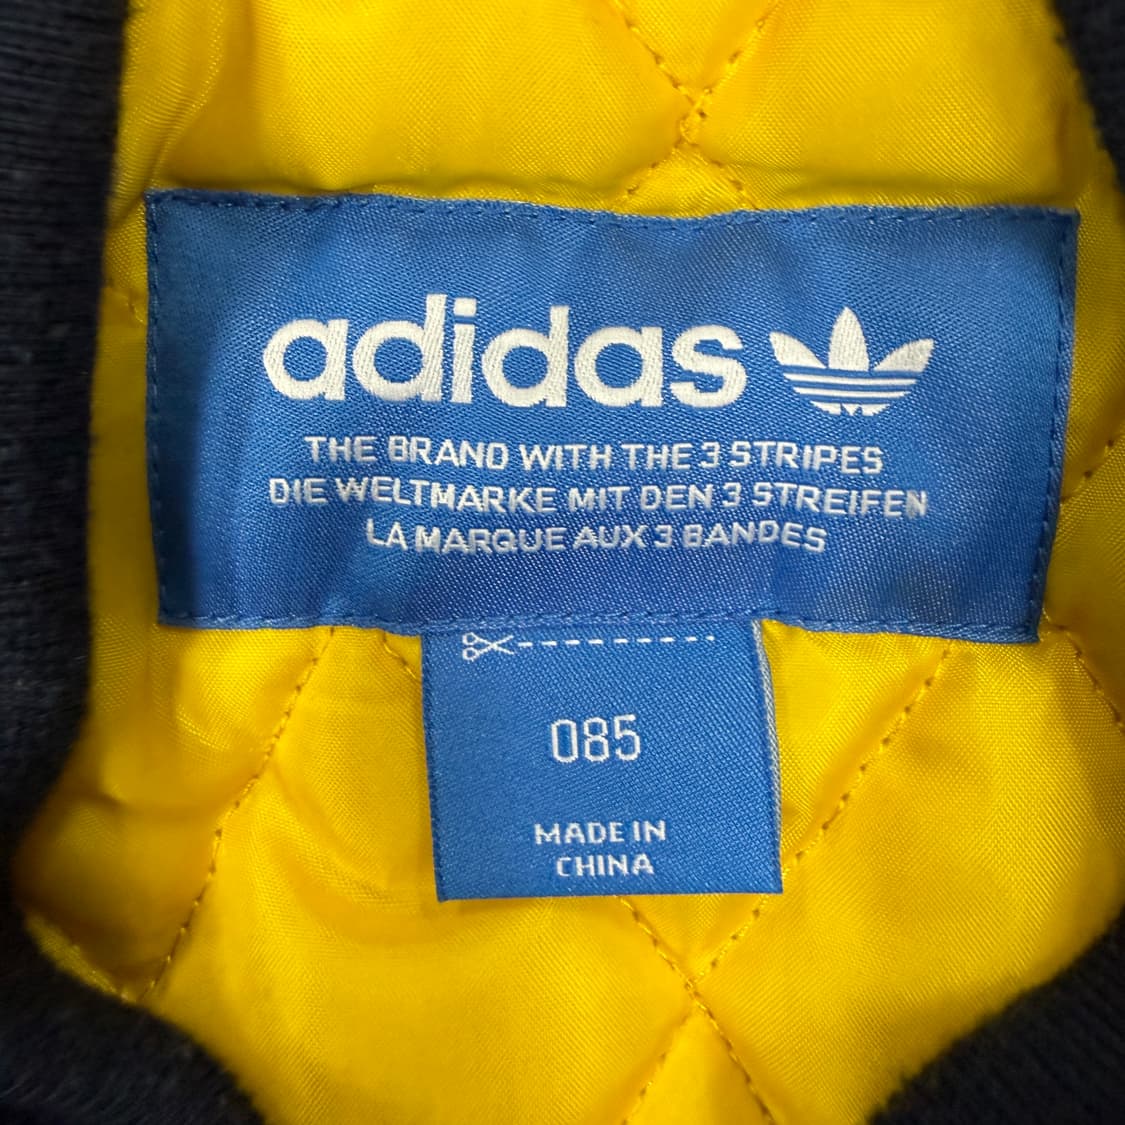 adidas
THE BRAND WITH THE 3 STRIPES
DIE WELTMARKE MIT DEN 3 STREIFEN
LA MARQUE AUX 3 BANDES
085
MADE IN
CHINA